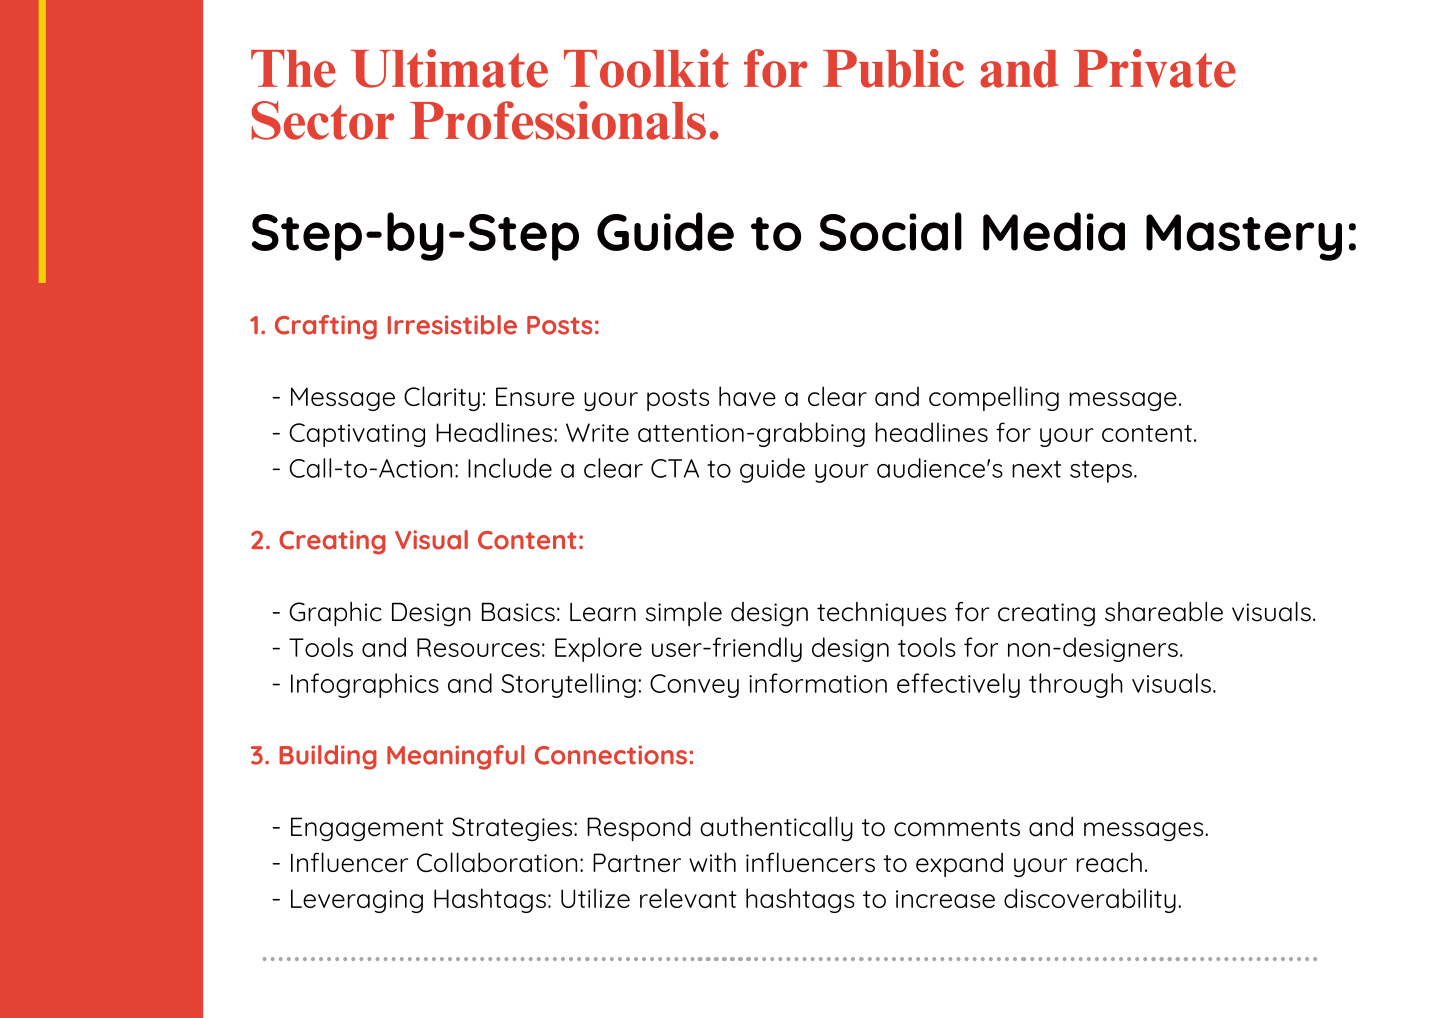 The Ultimate Toolkit for Public and Private
Sector Professionals.
Step-by-Step Guide to Social Media Mastery:
1. Crafting Irresistible Posts:
- Message Clarity: Ensure your posts have a clear and compelling message.
- Captivating Headlines: Write attention-grabbing headlines for your content.
- Call-to-Action: Include a clear CTA to guide your audience's next steps.
2. Creating Visual Content:
- Graphic Design Basics: Learn simple design techniques for creating shareable visuals.
- Tools and Resources: Explore user-friendly design tools for non-designers.
- Infographics and Storytelling: Convey information effectively through visuals.
3. Building Meaningful Connections:
- Engagement Strategies: Respond authentically to comments and messages.
- Influencer Collaboration: Partner with influencers to expand your reach.
- Leveraging Hashtags: Utilize relevant hashtags to increase discoverability.